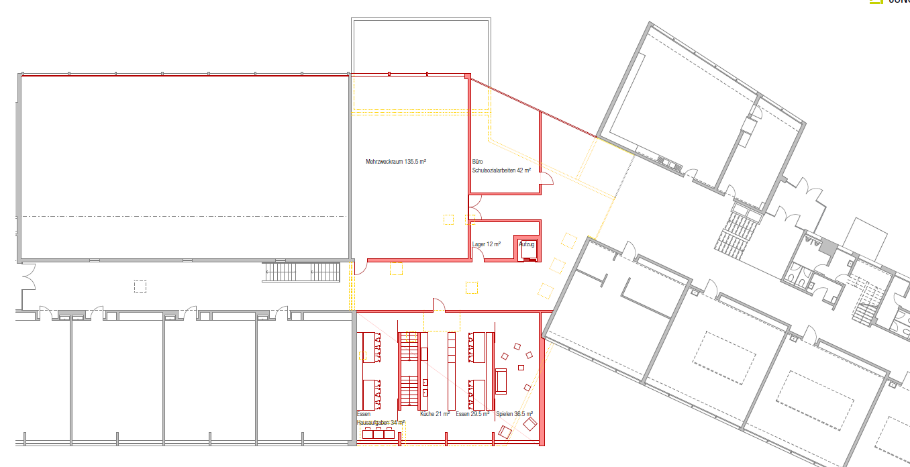 Mehrzweckraum 135.5 m²
Büro
Schulsozialarbeiten 42 m²
Lager 12 m²
Aufzug
Essen
Hausaufgaben 34 m²
Küche 21 m²
Essen 29.5 m²
Spielen 36.5 m²